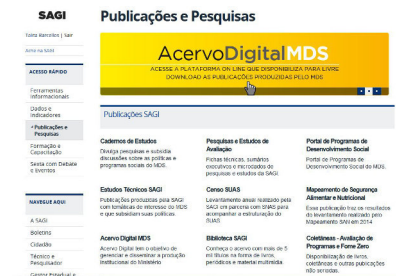 SAGI
Publicações e Pesquisas
Sair
AcervoDigitalMDS
ACESSE A PLATAFORMA ON LINE QUE DISPONIBILIZA PARA LIVRE
DOWNLOAD AS PUBLICAÇÕES PRODUZIDAS PELO MDS
ACESSO RÁPIDO
Ferramentas
Informacionais
Dados e
Indicadores
Publicações e
Pesquisas
Formação e
Capacitação
Sexta com Debate
e Eventos
NAVEGUE AQUI
A SAGI
Boletins
Cidadão
Técnico e
Pesquisador
Gestor Estadual e
Publicações SAGI
Cadernos de Estudos
Divulga pesquisas e subsidia
discussões sobre as políticas e
programas sociais do MDS.
Pesquisas e Estudos de
Avaliação
Fichas técnicas, sumários
executivos e microdados de
pesquisas e estudos da SAGI.
Portal de Programas de
Desenvolvimento Social
Portal de Programas de
Desenvolvimento Social do MDS.
Estudos Técnicos SAGI
Publicações produzidas pela SAGI
com temáticas de interesse do MDS
e que subsidiam suas políticas.
Censo SUAS
Levantamento anual realizado pela
SAGI em parceria com SNAS para
acompanhar a estruturação do
SUAS.
Mapeamento de Segurança
Alimentar e Nutricional
Essa publicação traz os resultados
do levantamento realizado pelo
Mapeamento SAN em 2014
Acervo Digital MDS
Acervo Digital tem o objetivo de
gerenciar e disseminar a produção
institucional do Ministério
Biblioteca SAGI
Conheça o acervo com mais de 5
mil títulos na forma de livros,
periódicos e material multimídia.
Coletâneas - Avaliação de
Programas e Fome Zero
Disponibilização de livros,
coletâneas e outras publicações
não seriadas.